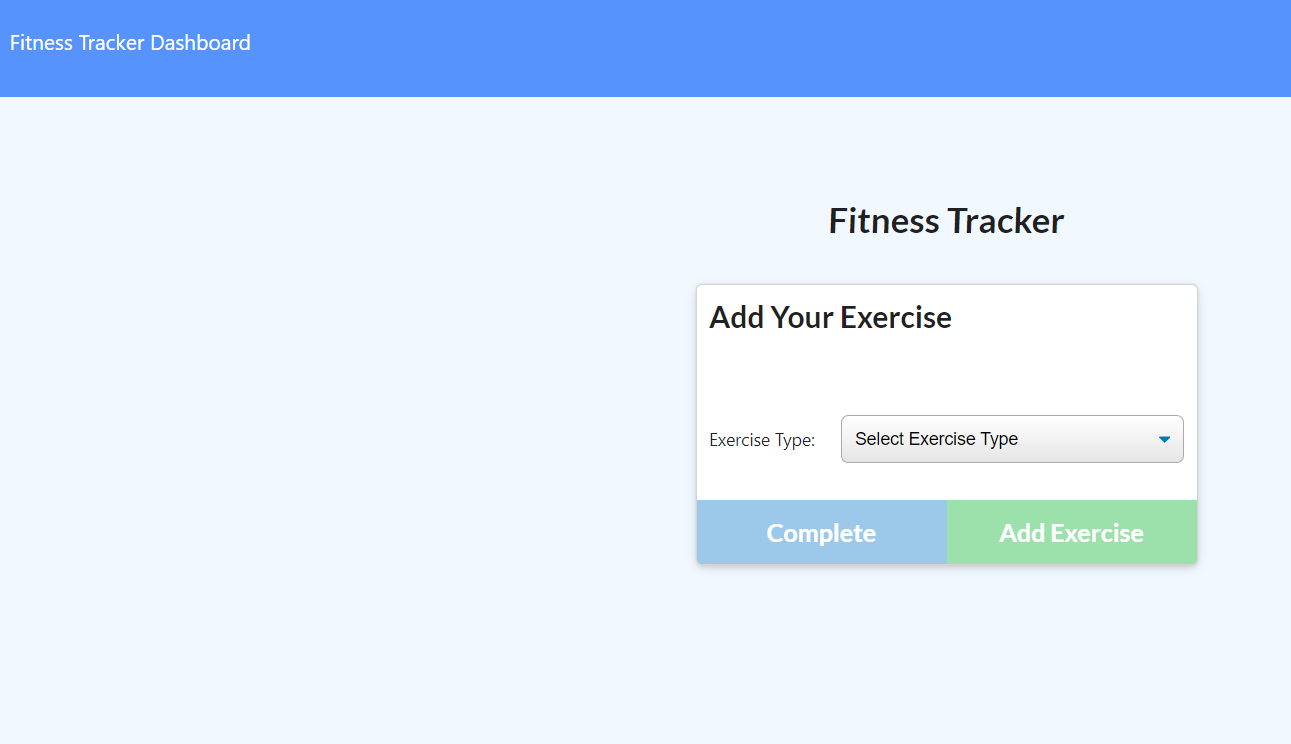 Fitness Tracker Dashboard
Fitness Tracker
Add Your Exercise
Exercise Type: Select Exercise Type
Complete Add Exercise